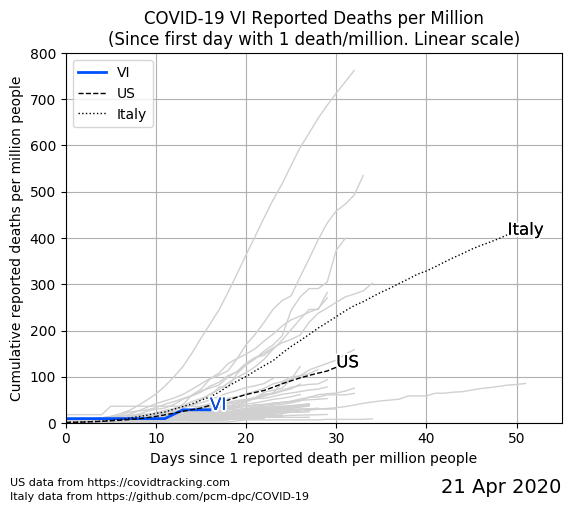 COVID-19 VI Reported Deaths per Million
(Since first day with 1 death/million. Linear scale)
Cumulative reported deaths per million people
800
700
600
500
400
300
200
100
0
VI
US
Italy
Italy
US
VI
0 10 20 30 40 50
Days since 1 reported death per million people
US data from https://covidtracking.com
Italy data from https://github.com/pcm-dpc/COVID-19
21 Apr 2020